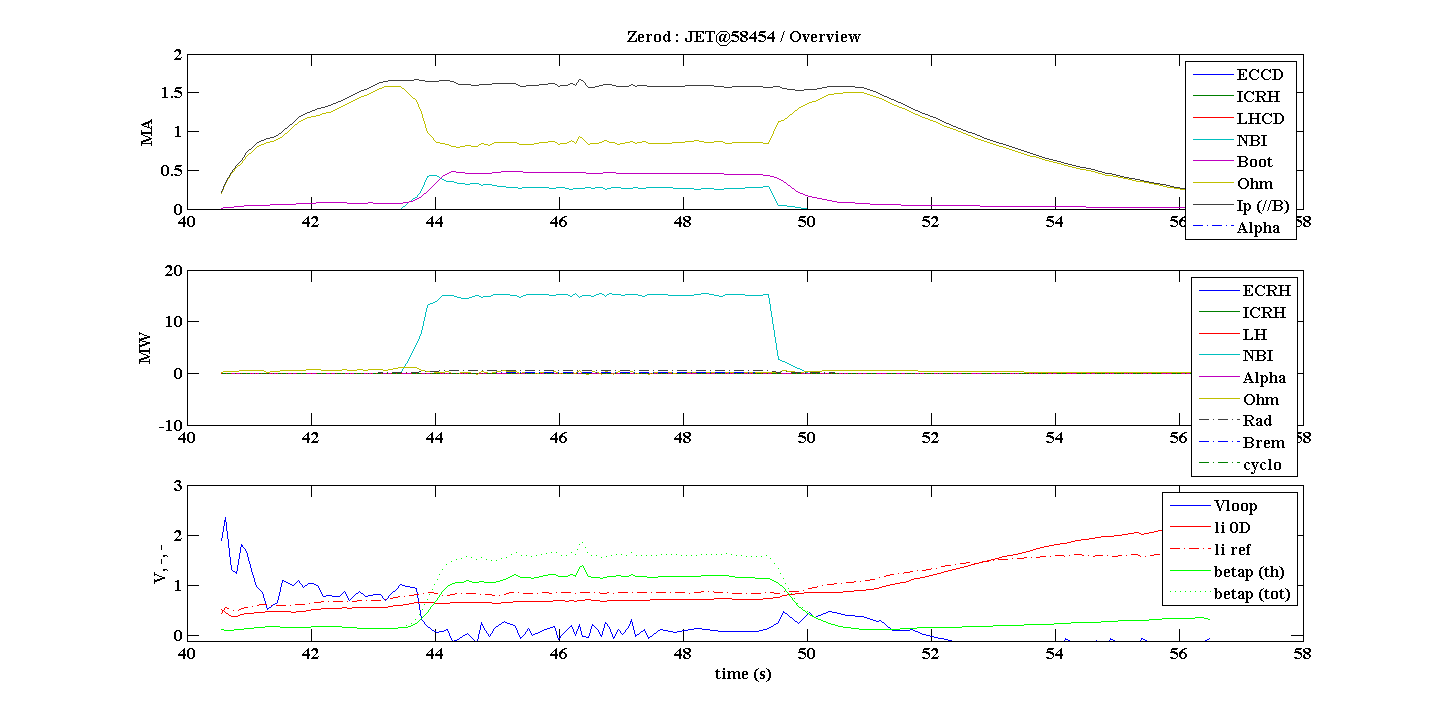 Zerod : JET@58454 / Overview
2
1.5
1
0.5
0
MA
40
42
44
46
48
50
52
54
56
58
ECCD
ICRH
LHCD
NBI
Boot
Ohm
Ip (//B)
Alpha
20
10
0
-10
MW
40
42
44
46
48
50
52
54
56
58
ECRH
ICRH
LH
NBI
Alpha
Ohm
Rad
Brem
cyclo
3
2
1
0
V, -, -
40
42
44
46
48
50
52
54
56
58
Vloop
li 0D
li ref
betap (th)
betap (tot)
time (s)